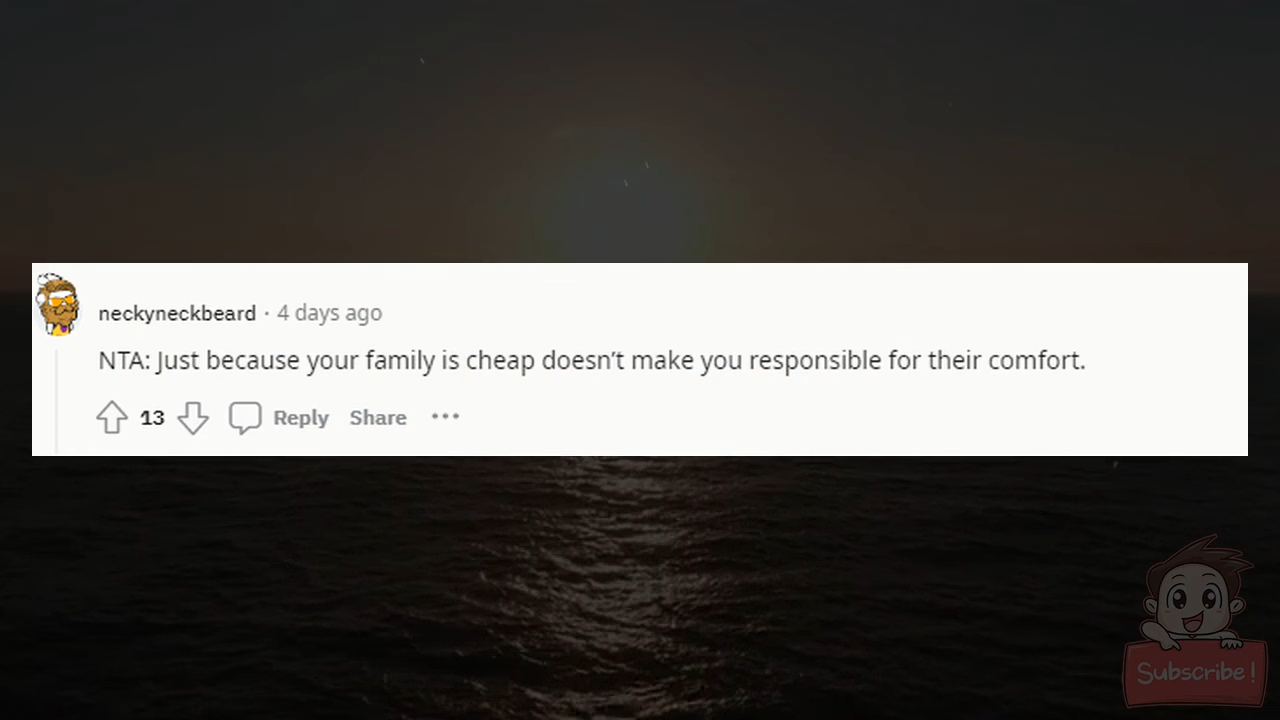 neckyneckbeard · 4 days ago
NTA: Just because your family is cheap doesn't make you responsible for their comfort.
13 Reply Share •••
Subscribe!